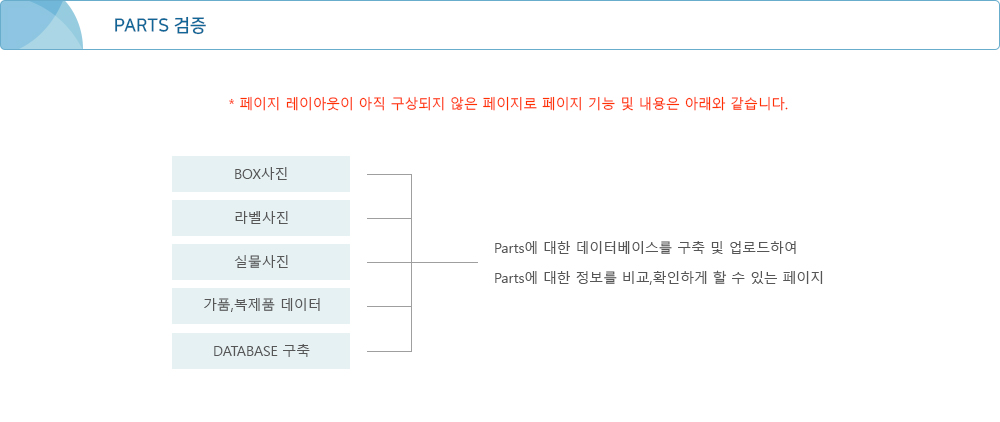 PARTS 검증
* 페이지 레이아웃이 아직 구상되지 않은 페이지로 페이지 기능 및 내용은 아래와 같습니다.
BOX사진
라벨사진
실물사진
가품,복제품 데이터
DATABASE 구축
Parts에 대한 데이터베이스를 구축 및 업로드하여
Parts에 대한 정보를 비교,확인하게 할 수 있는 페이지